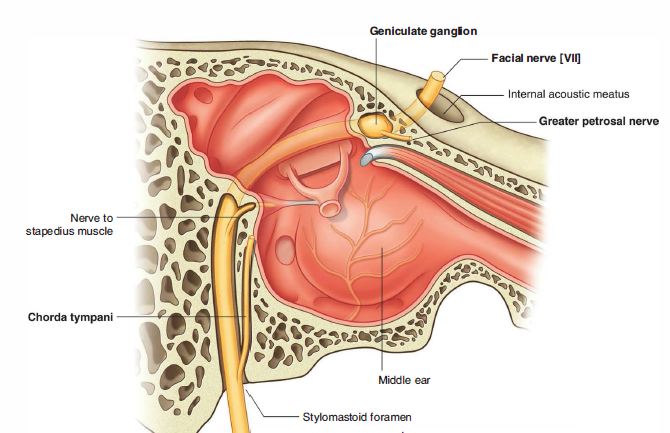 Geniculate ganglion
Facial nerve [VII]
Internal acoustic meatus
Greater petrosal nerve
Nerve to
stapedius muscle
Chorda tympani
Middle ear
Stylomastoid foramen